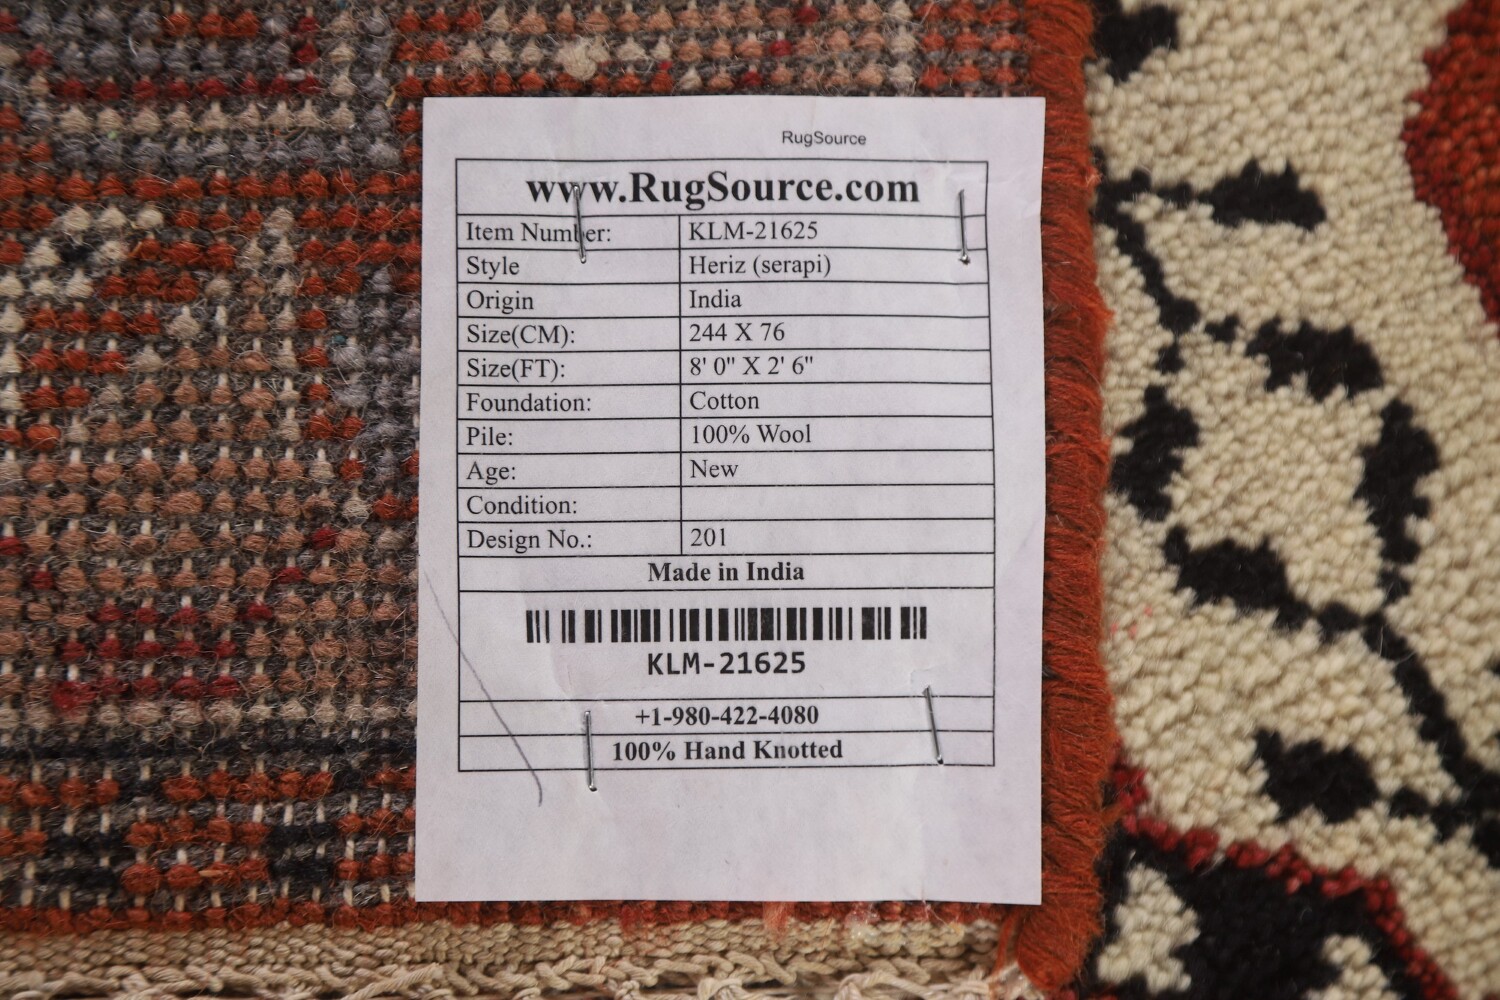 RugSource
www.RugSource.com
Item Number: KLM-21625
Style Heriz (serapi)
Origin India
Size(CM): 244 X 76
Size(FT): 8' 0" X 2' 6"
Foundation: Cotton
Pile: 100% Wool
Age: New
Condition:
Design No.: 201
Made in India
KLM-21625
+1-980-422-4080
100% Hand Knotted